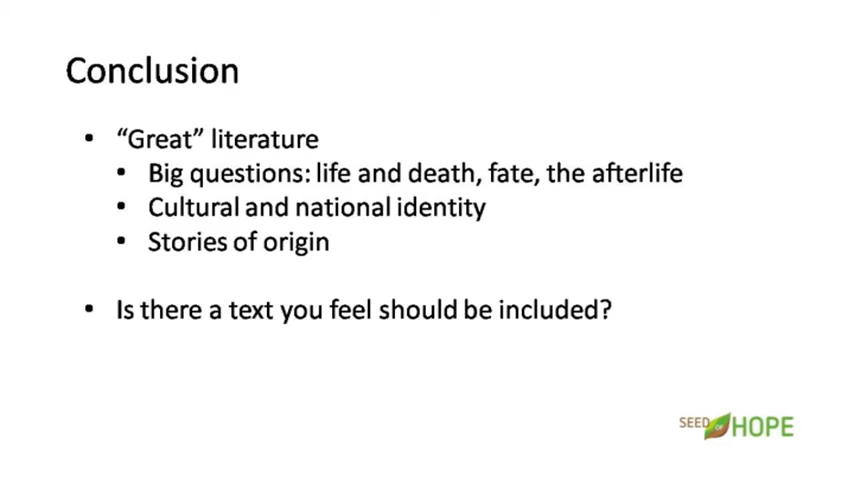 Conclusion
• “Great” literature
• Big questions: life and death, fate, the afterlife
• Cultural and national identity
• Stories of origin
• Is there a text you feel should be included?
SEED OF HOPE